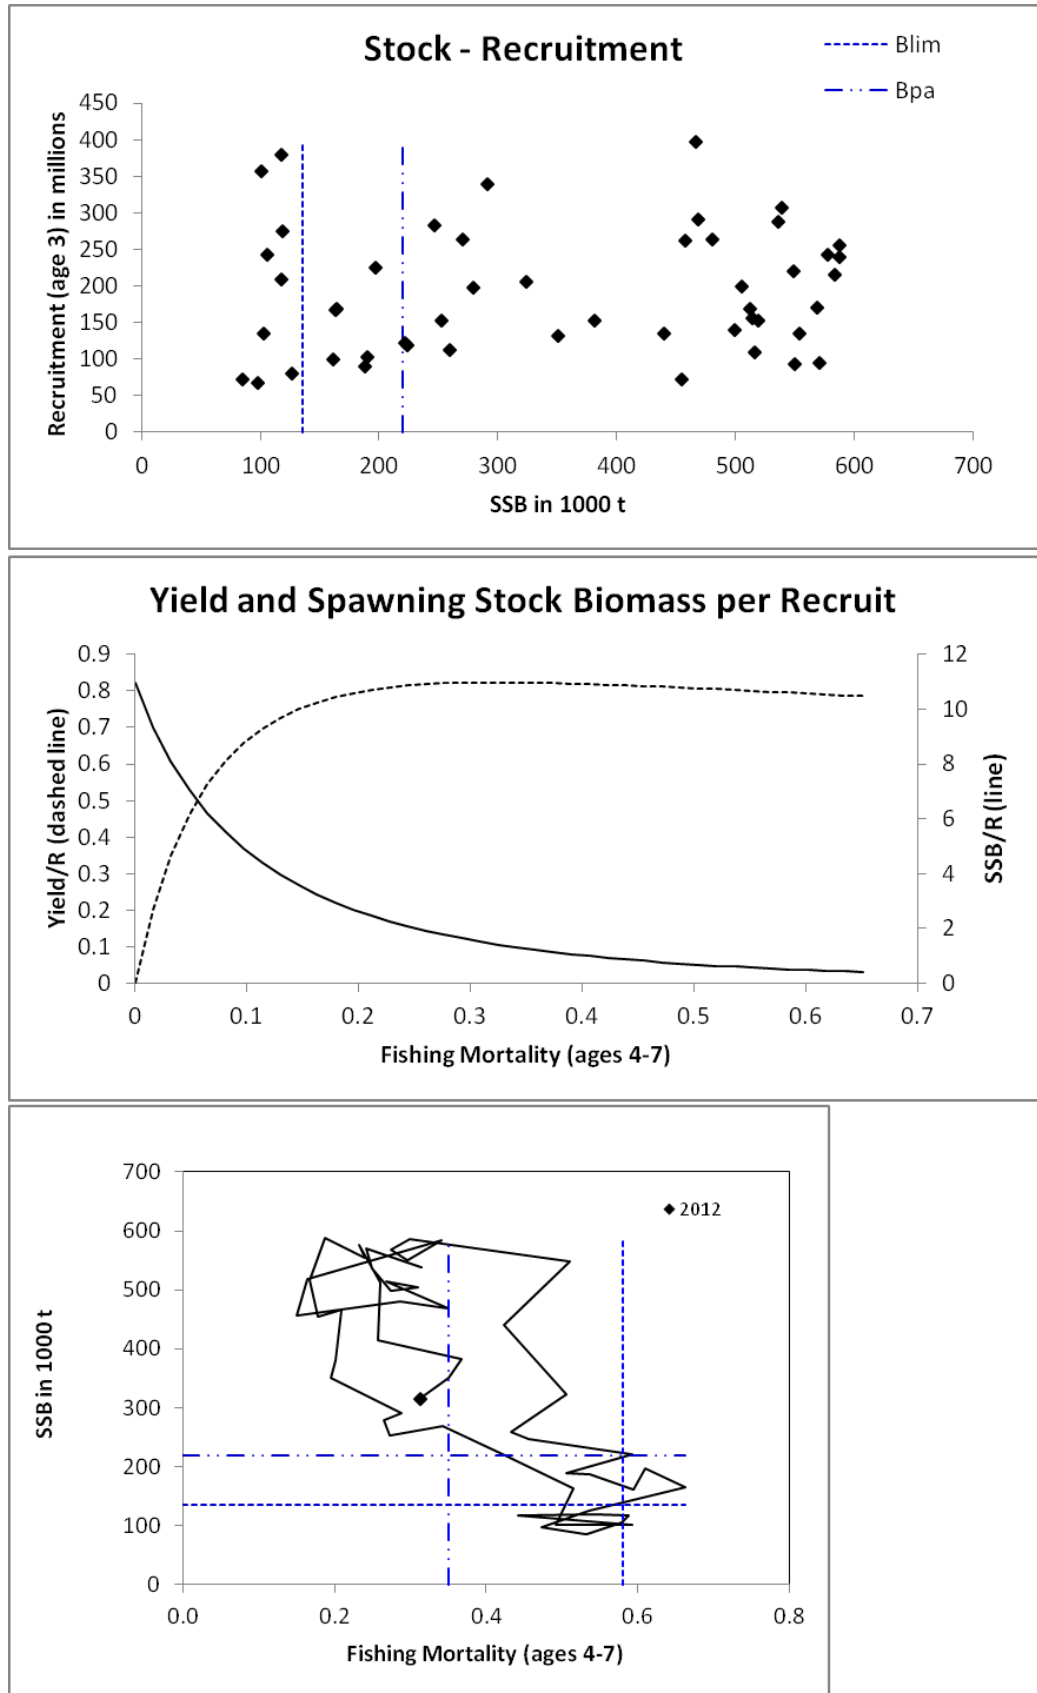 Stock - Recruitment
Blim
Bpa
Recruitment (age 3) in millions
450
400
350
300
250
200
150
100
50
0
0 100 200 300 400 500 600 700
SSB in 1000 t
Yield and Spawning Stock Biomass per Recruit
Yield/R (dashed line)
0.9
0.8
0.7
0.6
0.5
0.4
0.3
0.2
0.1
0
12
10
8
6
4
2
0
SSB/R (line)
0 0.1 0.2 0.3 0.4 0.5 0.6 0.7
Fishing Mortality (ages 4-7)
SSB in 1000 t
700
600
500
400
300
200
100
0
2012
0.0 0.2 0.4 0.6 0.8
Fishing Mortality (ages 4-7)